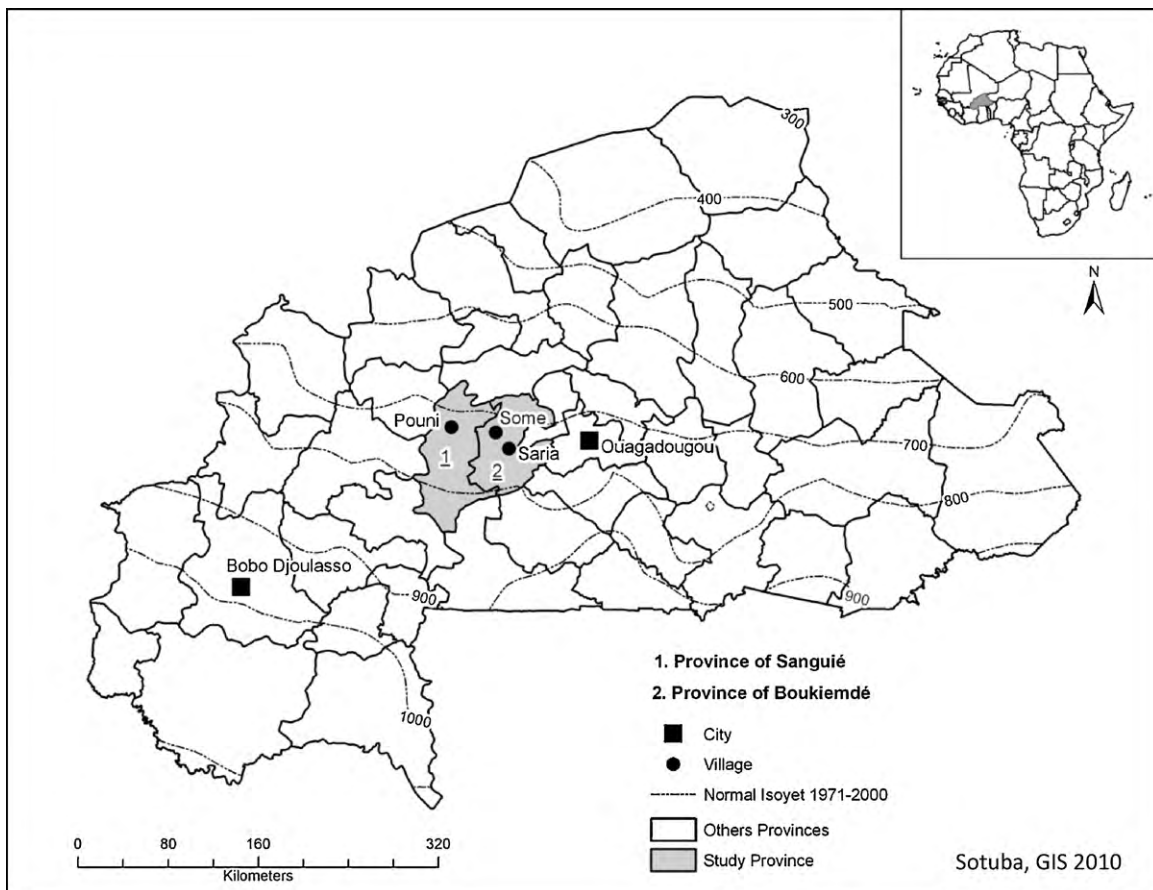 300
N
400
500
600
Pouni
Some
Saria
1
2
Ouagadougou
700
800
Bobo Djoulasso
900
900
1000
1. Province of Sanguié
2. Province of Boukiemdé
City
Village
Normal Isoyet 1971-2000
Others Provinces
Study Province
0 80 160 320
Kilometers
Sotuba, GIS 2010